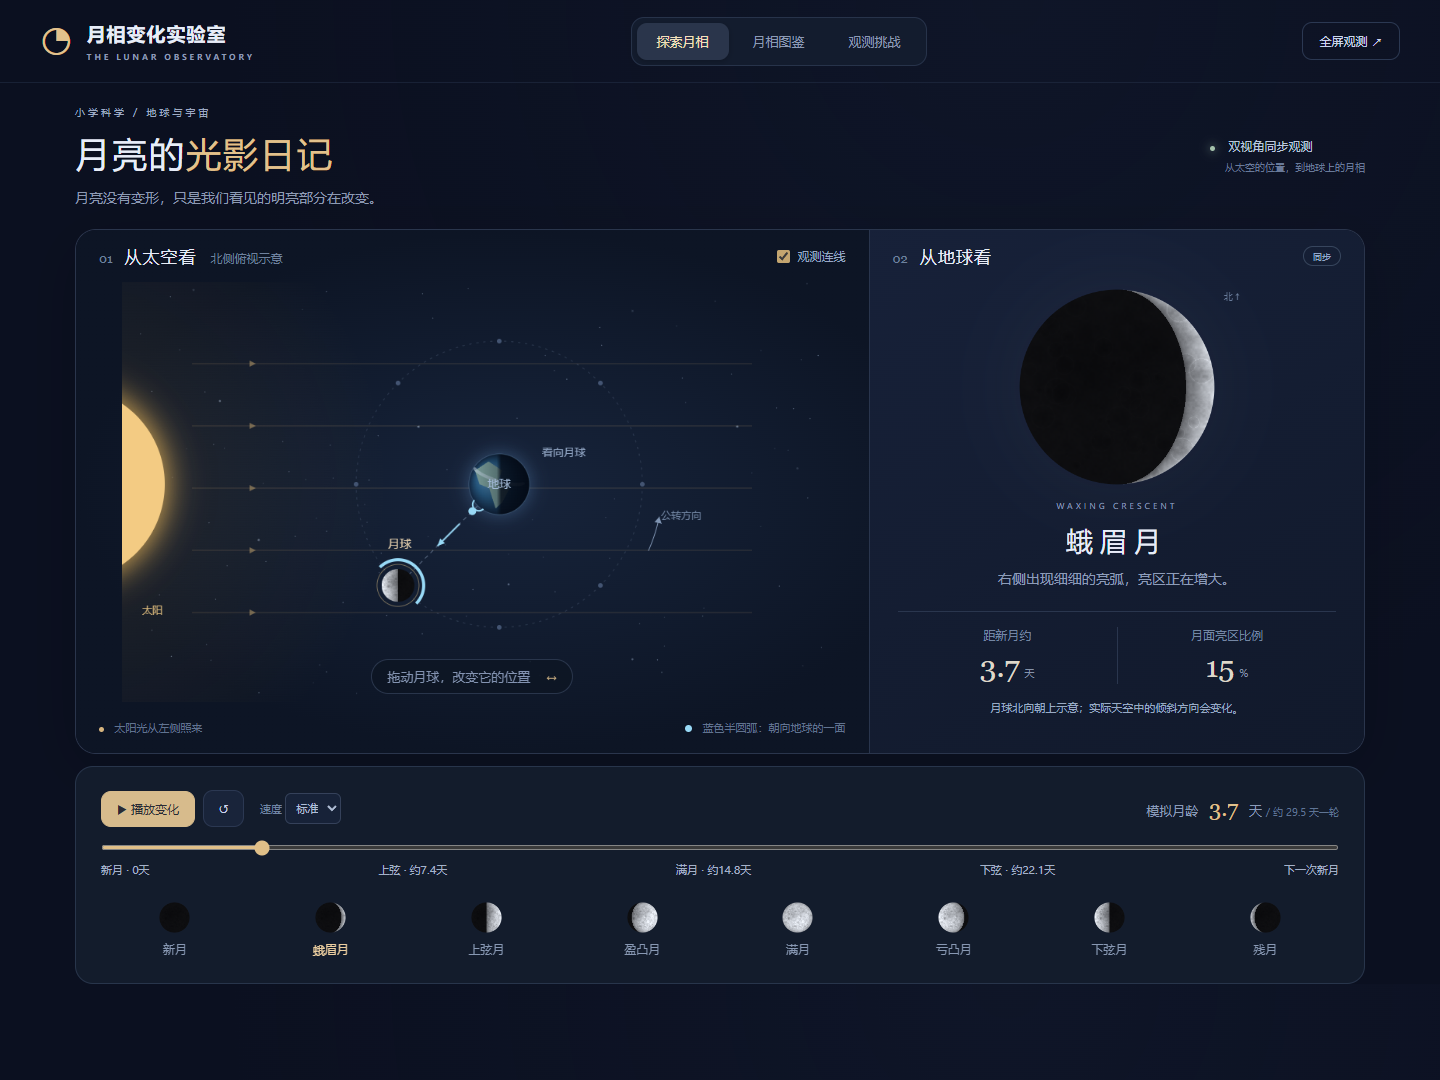 月相变化实验室
THE LUNAR OBSERVATORY
探索月相
月相图鉴
观测挑战
全屏观测 ↗
小学科学 / 地球与宇宙
月亮的光影日记
月亮没有变形，只是我们看见的明亮部分在改变。
双视角同步观测
从太空的位置，到地球上的月相
01 从太空看 北侧俯视示意
观测连线
看向月球
地球
公转方向
月球
太阳
拖动月球，改变它的位置 ↔
太阳光从左侧照来
蓝色半圆弧：朝向地球的一面
02 从地球看
同步
北↑
WAXING CRESCENT
蛾眉月
右侧出现细细的亮弧，亮区正在增大。
距新月约
3.7 天
月面亮区比例
15 %
月球北向朝上示意；实际天空中的倾斜方向会变化。
▶ 播放变化
↺
速度 标准
模拟月龄 3.7 天 / 约 29.5 天一轮
新月 · 0天
上弦 · 约7.4天
满月 · 约14.8天
下弦 · 约22.1天
下一次新月
新月
蛾眉月
上弦月
盈凸月
满月
亏凸月
下弦月
残月